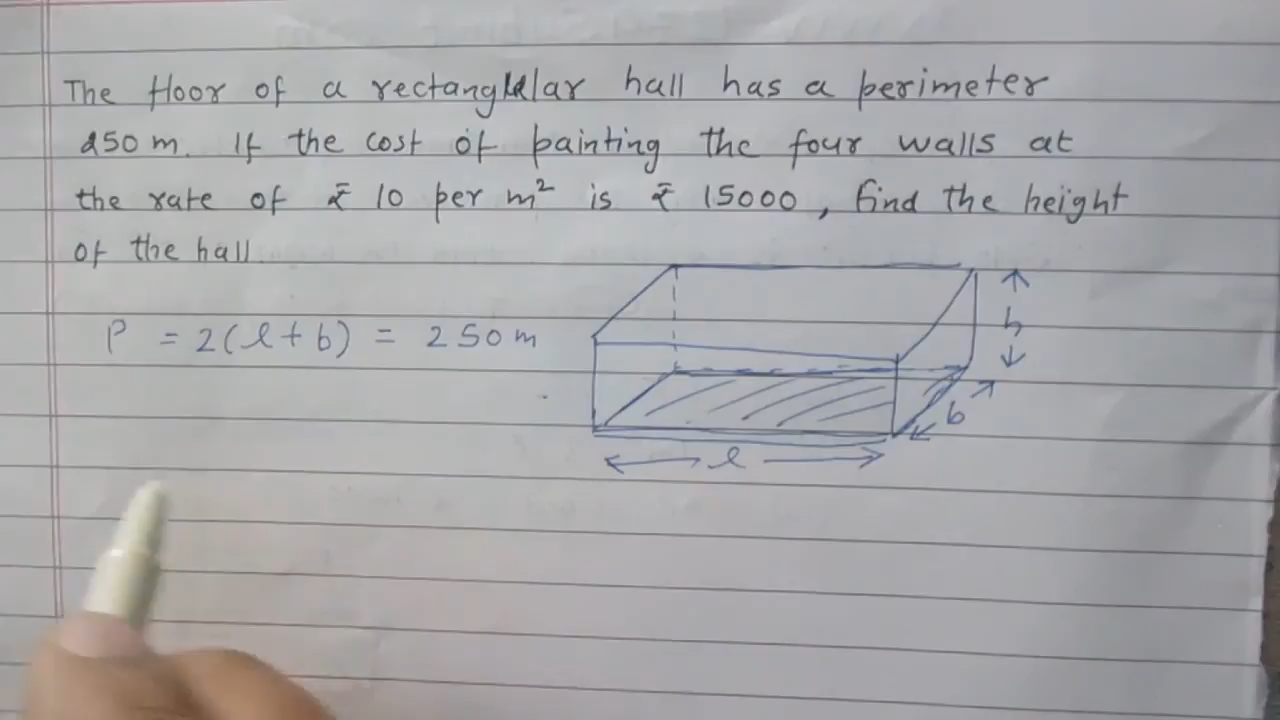 The floor of a rectangular hall has a perimeter
250 m. If the cost of painting the four walls at
the rate of ₹ 10 per m² is ₹ 15000, find the height
of the hall
P = 2(l + b) = 250 m
h
b
l